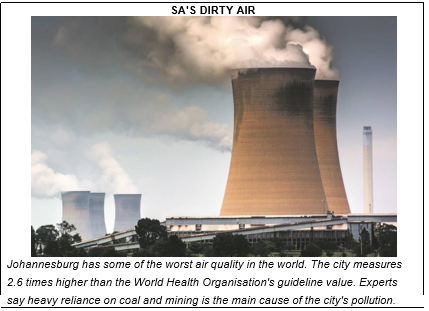 SA'S DIRTY AIR
Johannesburg has some of the worst air quality in the world. The city measures
2.6 times higher than the World Health Organisation's guideline value. Experts
say heavy reliance on coal and mining is the main cause of the city's pollution.